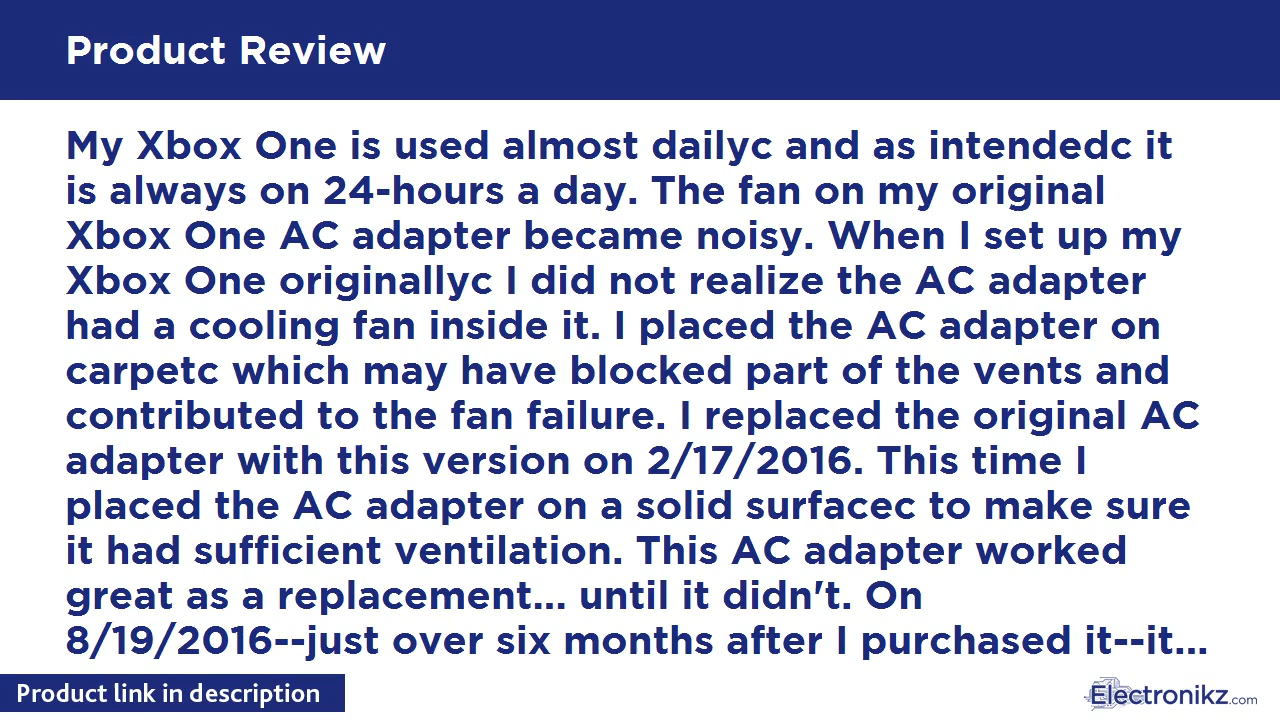 Product Review
My Xbox One is used almost dailyc and as intendedc it
is always on 24-hours a day. The fan on my original
Xbox One AC adapter became noisy. When I set up my
Xbox One originallyc I did not realize the AC adapter
had a cooling fan inside it. I placed the AC adapter on
carpetc which may have blocked part of the vents and
contributed to the fan failure. I replaced the original AC
adapter with this version on 2/17/2016. This time I
placed the AC adapter on a solid surfacec to make sure
it had sufficient ventilation. This AC adapter worked
great as a replacement... until it didn't. On
8/19/2016--just over six months after I purchased it--it...
Product link in description
Electronikz.com